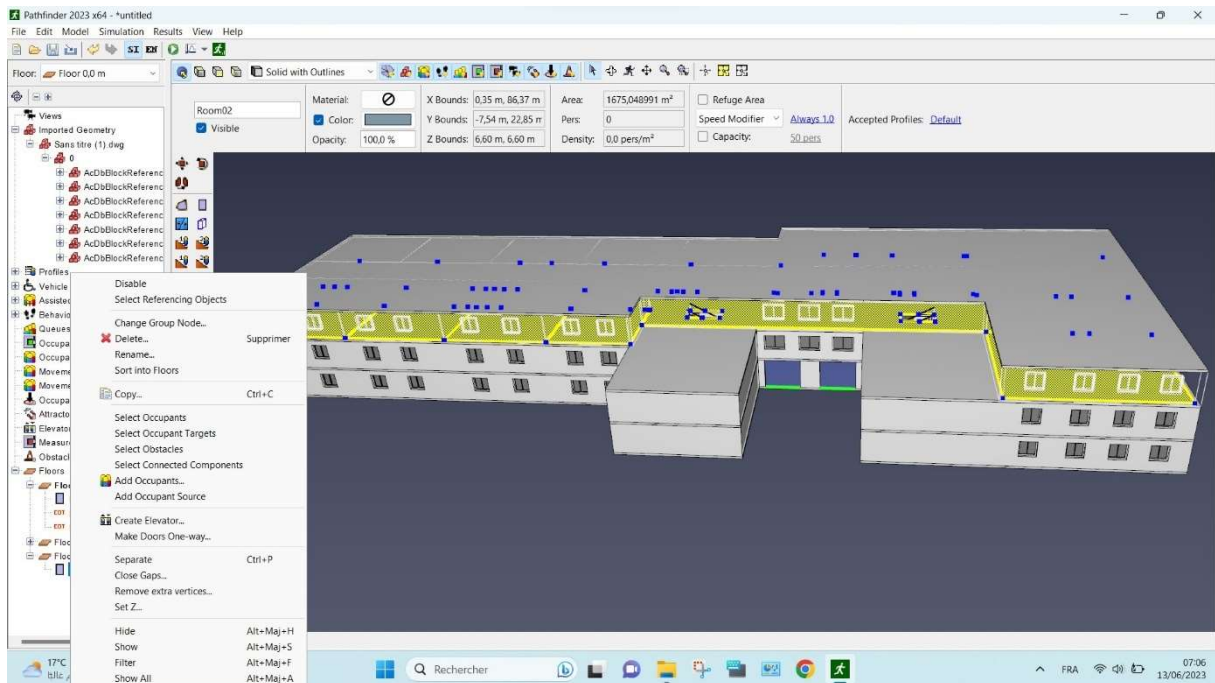 Pathfinder 2023 x64 - *untitled
File Edit Model Simulation Results View Help
SI EN
Floor: Floor 0,0 m
Solid with Outlines
Room02
Visible
Material:
Color:
Opacity: 100,0 %
X Bounds: 0,35 m, 86,37 m
Y Bounds: -7,54 m, 22,85 m
Z Bounds: 6,60 m, 6,60 m
Area: 1675,048991 m²
Pers: 0
Density: 0,0 pers/m²
Refuge Area
Speed Modifier Always 1.0
Capacity: 50 pers
Accepted Profiles: Default
Views
Imported Geometry
Sans titre (1).dwg
0
AcDbBlockReferenc
AcDbBlockReferenc
AcDbBlockReferenc
AcDbBlockReferenc
AcDbBlockReferenc
AcDbBlockReferenc
AcDbBlockReferenc
Profiles
Vehicle
Assisted
Behavio
Queues
Occupa
Occupa
Moveme
Moveme
Occupa
Attracto
Elevator
Measur
Obstacl
Floors
Floo
Floo
Floo
Disable
Select Referencing Objects
Change Group Node...
Delete... Supprimer
Rename...
Sort into Floors
Copy... Ctrl+C
Select Occupants
Select Occupant Targets
Select Obstacles
Select Connected Components
Add Occupants...
Add Occupant Source
Create Elevator...
Make Doors One-way...
Separate Ctrl+P
Close Gaps...
Remove extra vertices...
Set Z...
Hide Alt+Maj+H
Show Alt+Maj+S
Filter Alt+Maj+F
Show All Alt+Maj+A
17°C
Rechercher
FRA
07:06
13/06/2023